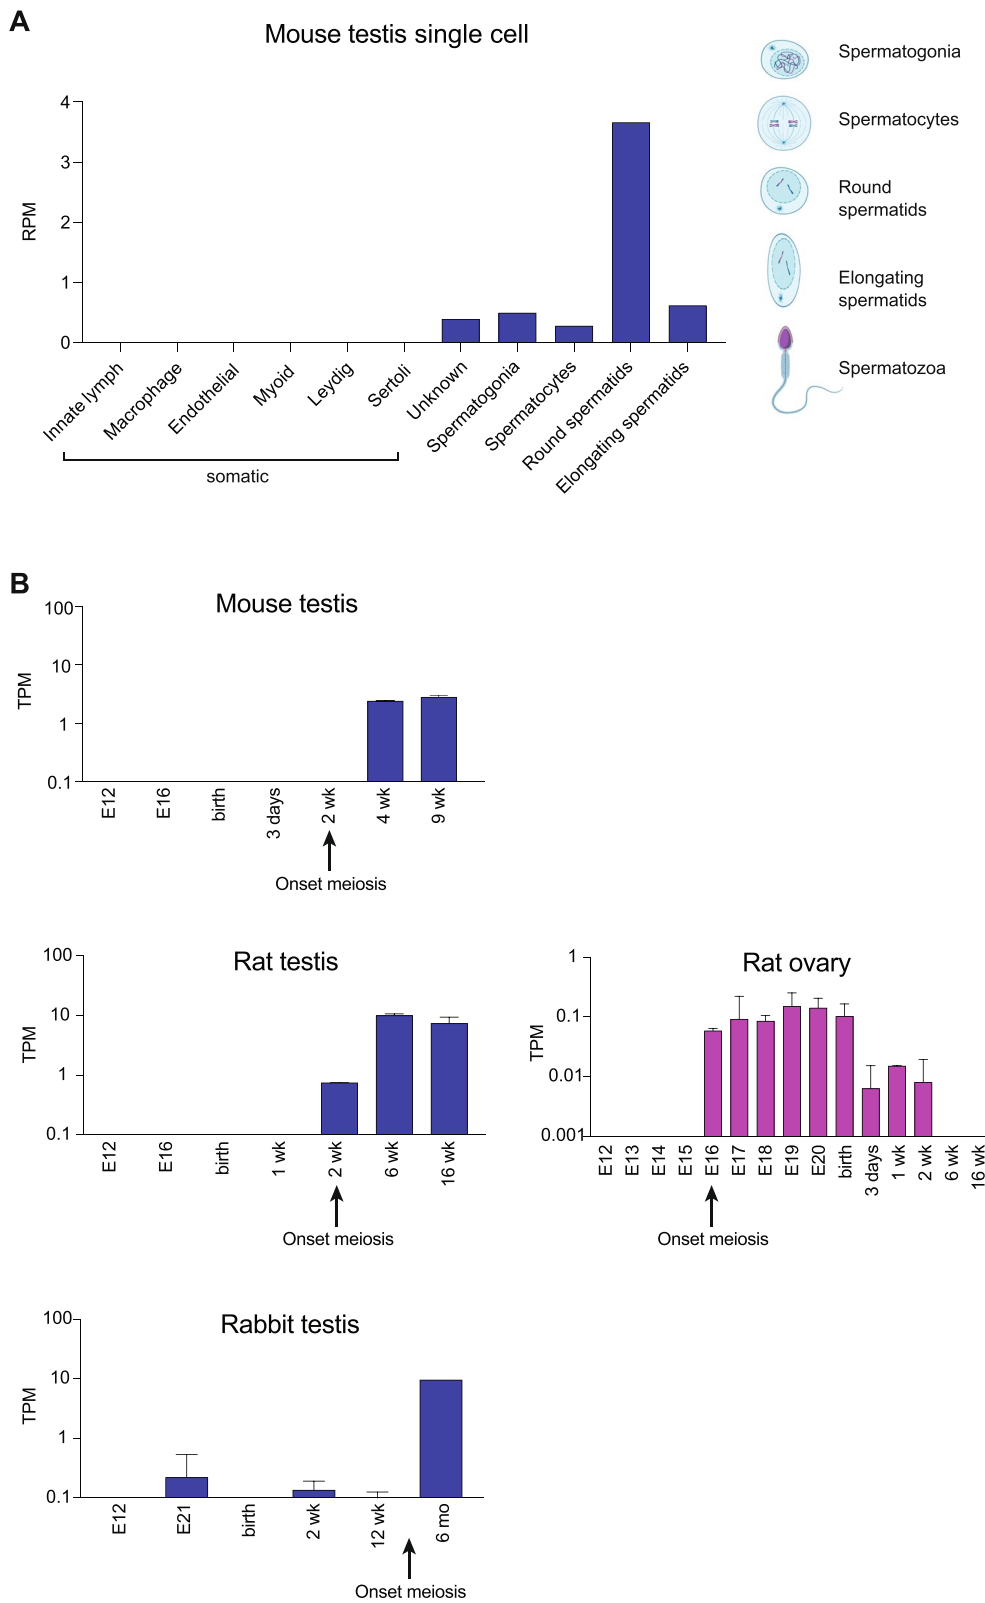 A
Mouse testis single cell
RPM
4
3
2
1
0
Innate lymph
Macrophage
Endothelial
Myoid
Leydig
Sertoli
Unknown
Spermatogonia
Spermatocytes
Round spermatids
Elongating spermatids
somatic
Spermatogonia
Spermatocytes
Round
spermatids
Elongating
spermatids
Spermatozoa
B
Mouse testis
TPM
100
10
1
0.1
E12
E16
birth
3 days
2 wk
4 wk
9 wk
Onset meiosis
Rat testis
TPM
100
10
1
0.1
E12
E16
birth
1 wk
2 wk
6 wk
16 wk
Onset meiosis
Rat ovary
TPM
1
0.1
0.01
0.001
E12
E13
E14
E15
E16
E17
E18
E19
E20
birth
3 days
1 wk
2 wk
6 wk
16 wk
Onset meiosis
Rabbit testis
TPM
100
10
1
0.1
E12
E21
birth
2 wk
12 wk
6 mo
Onset meiosis